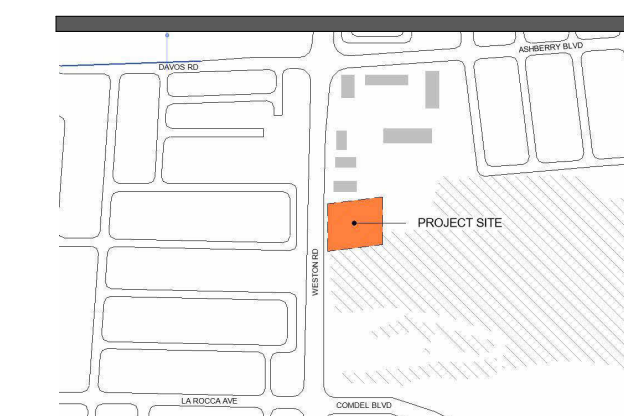 ASHBERRY BLVD
DAVOS RD
PROJECT SITE
WESTON RD
LA ROCCA AVE
COMDEL BLVD